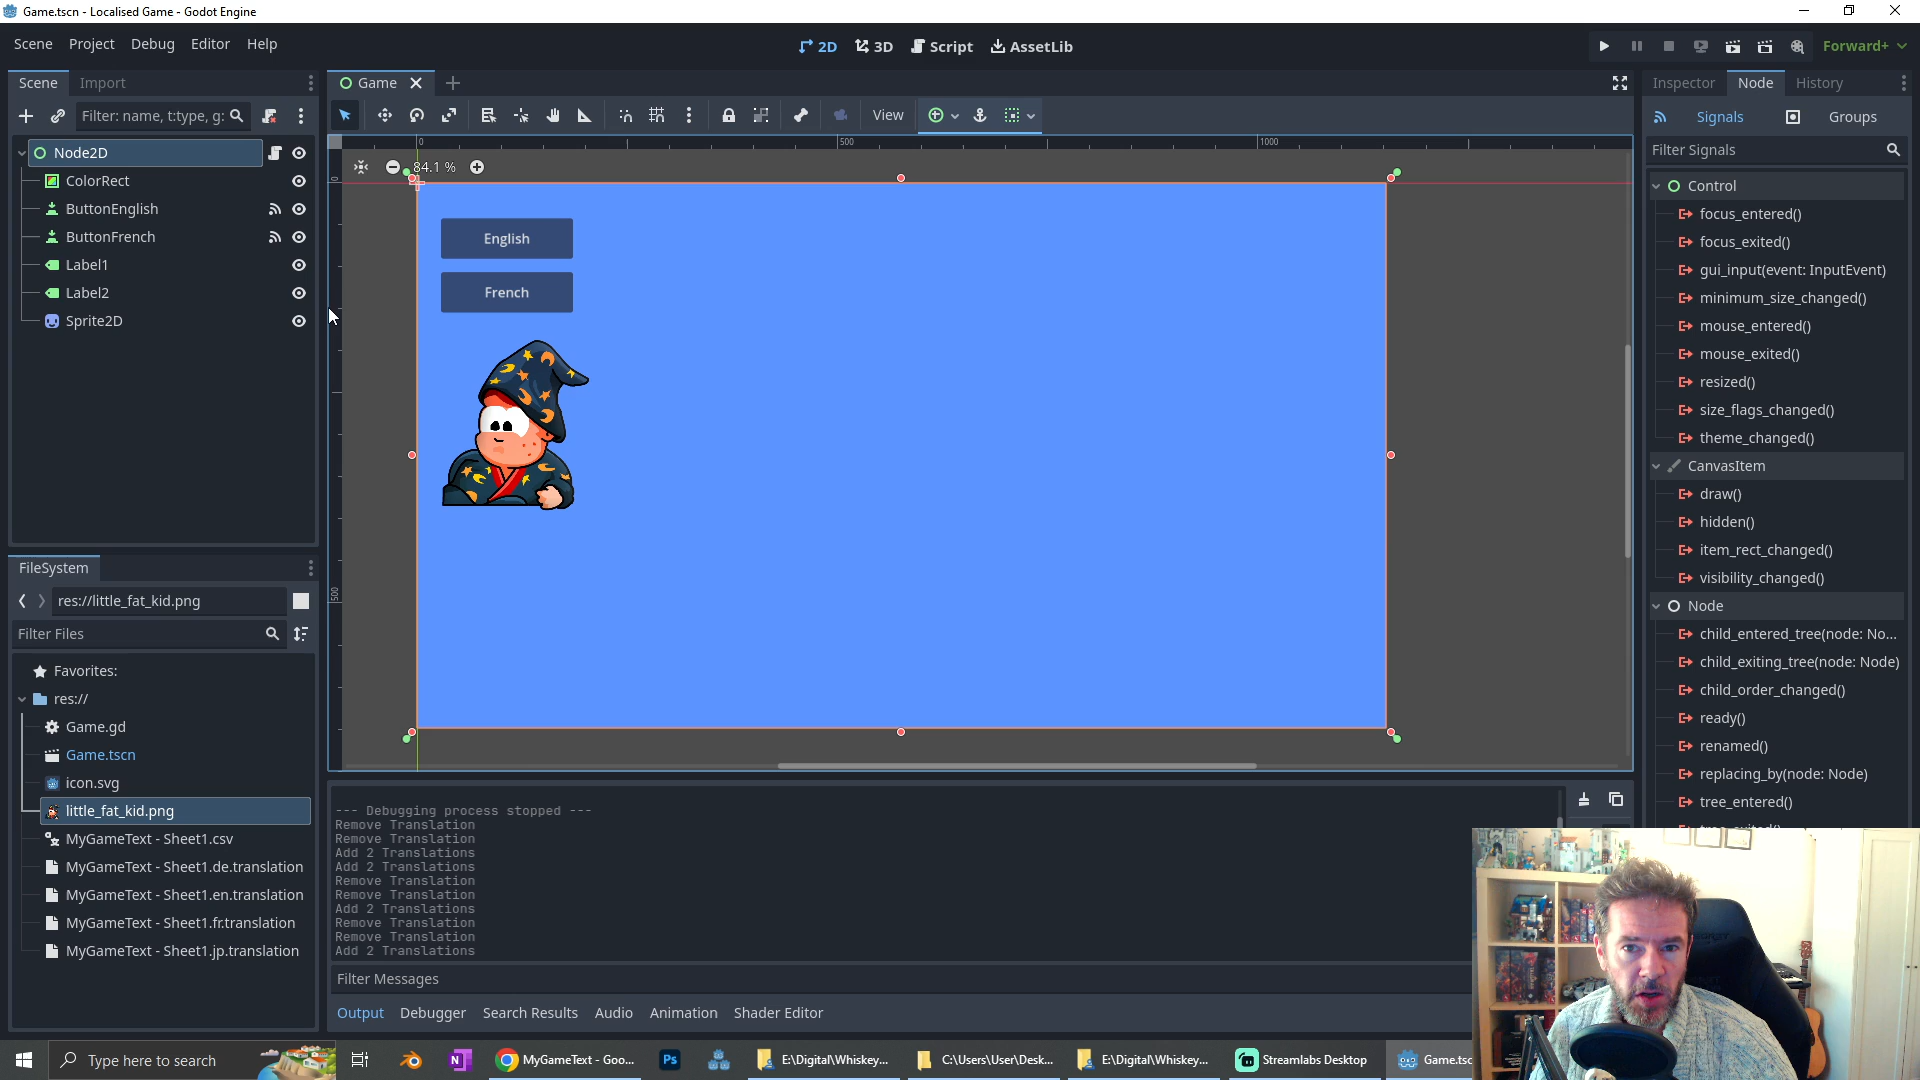 Game.tscn - Localised Game - Godot Engine
Scene Project Debug Editor Help
2D 3D Script AssetLib
Forward+
Scene Import
Filter: name, t:type, g:
Node2D
ColorRect
ButtonEnglish
ButtonFrench
Label1
Label2
Sprite2D
FileSystem
res://little_fat_kid.png
Filter Files
Favorites:
res://
Game.gd
Game.tscn
icon.svg
little_fat_kid.png
MyGameText - Sheet1.csv
MyGameText - Sheet1.de.translation
MyGameText - Sheet1.en.translation
MyGameText - Sheet1.fr.translation
MyGameText - Sheet1.jp.translation
Game
View
0 500 1000
0
500
84.1 %
English
French
--- Debugging process stopped ---
Remove Translation
Remove Translation
Add 2 Translations
Add 2 Translations
Remove Translation
Remove Translation
Add 2 Translations
Remove Translation
Remove Translation
Add 2 Translations
Filter Messages
Output Debugger Search Results Audio Animation Shader Editor
Inspector Node History
Signals Groups
Filter Signals
Control
focus_entered()
focus_exited()
gui_input(event: InputEvent)
minimum_size_changed()
mouse_entered()
mouse_exited()
resized()
size_flags_changed()
theme_changed()
CanvasItem
draw()
hidden()
item_rect_changed()
visibility_changed()
Node
child_entered_tree(node: No...
child_exiting_tree(node: Node)
child_order_changed()
ready()
renamed()
replacing_by(node: Node)
tree_entered()
Type here to search
MyGameText - Goo...
Ps
E:\Digital\Whiskey...
C:\Users\User\Desk...
E:\Digital\Whiskey...
Streamlabs Desktop
Game.tsc